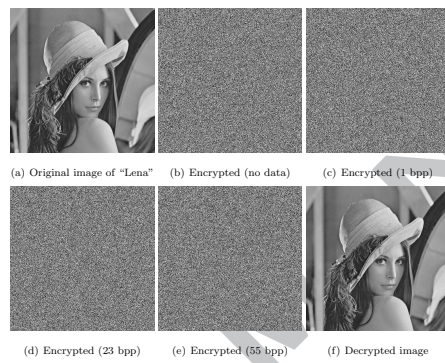 (a) Original image of “Lena”
(b) Encrypted (no data)
(c) Encrypted (1 bpp)
(d) Encrypted (23 bpp)
(e) Encrypted (55 bpp)
(f) Decrypted image